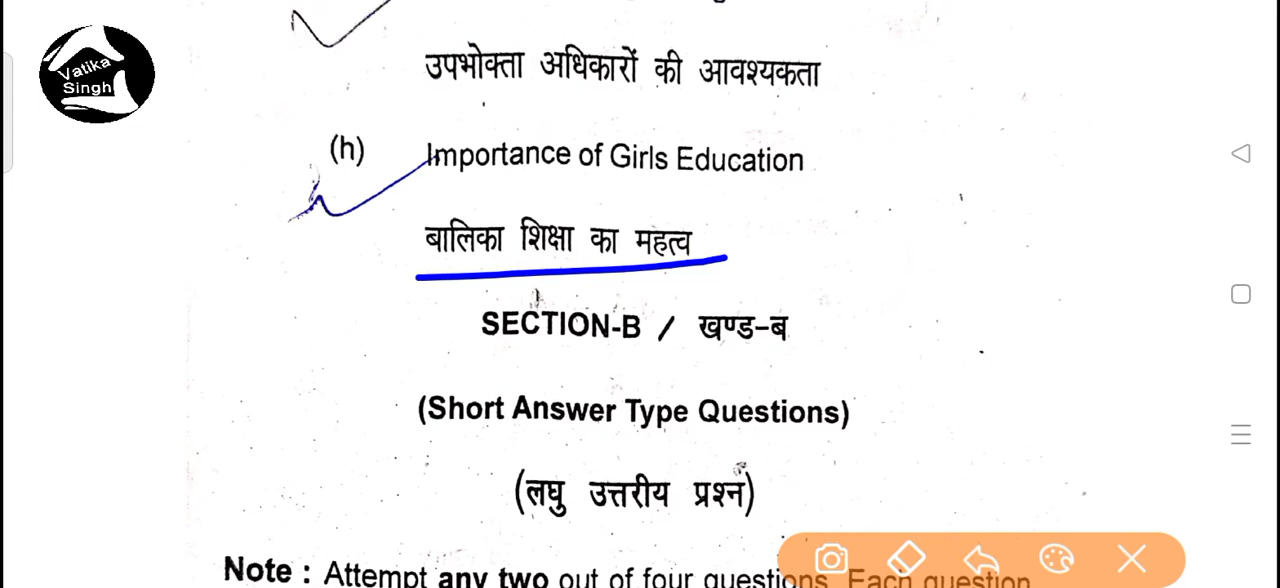 Vatika
Singh
उपभोक्ता अधिकारों की आवश्यकता
(h) Importance of Girls Education
बालिका शिक्षा का महत्व
SECTION-B / खण्ड-ब
(Short Answer Type Questions)
(लघु उत्तरीय प्रश्न)
Note : Attempt any two out of four questions. Each question